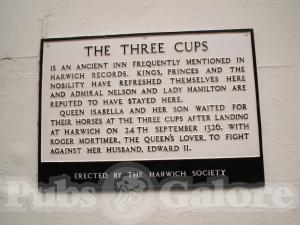 THE THREE CUPS
IS AN ANCIENT INN FREQUENTLY MENTIONED IN
HARWICH RECORDS. KINGS, PRINCES AND THE
NOBILITY HAVE REFRESHED THEMSELVES HERE
AND ADMIRAL NELSON AND LADY HAMILTON ARE
REPUTED TO HAVE STAYED HERE.
QUEEN ISABELLA AND HER SON WAITED FOR
THEIR HORSES AT THE THREE CUPS AFTER LANDING
AT HARWICH ON 24TH SEPTEMBER 1326, WITH
ROGER MORTIMER, THE QUEEN'S LOVER, TO FIGHT
AGAINST HER HUSBAND, EDWARD II.
ERECTED BY THE HARWICH SOCIETY
Pubs Galore